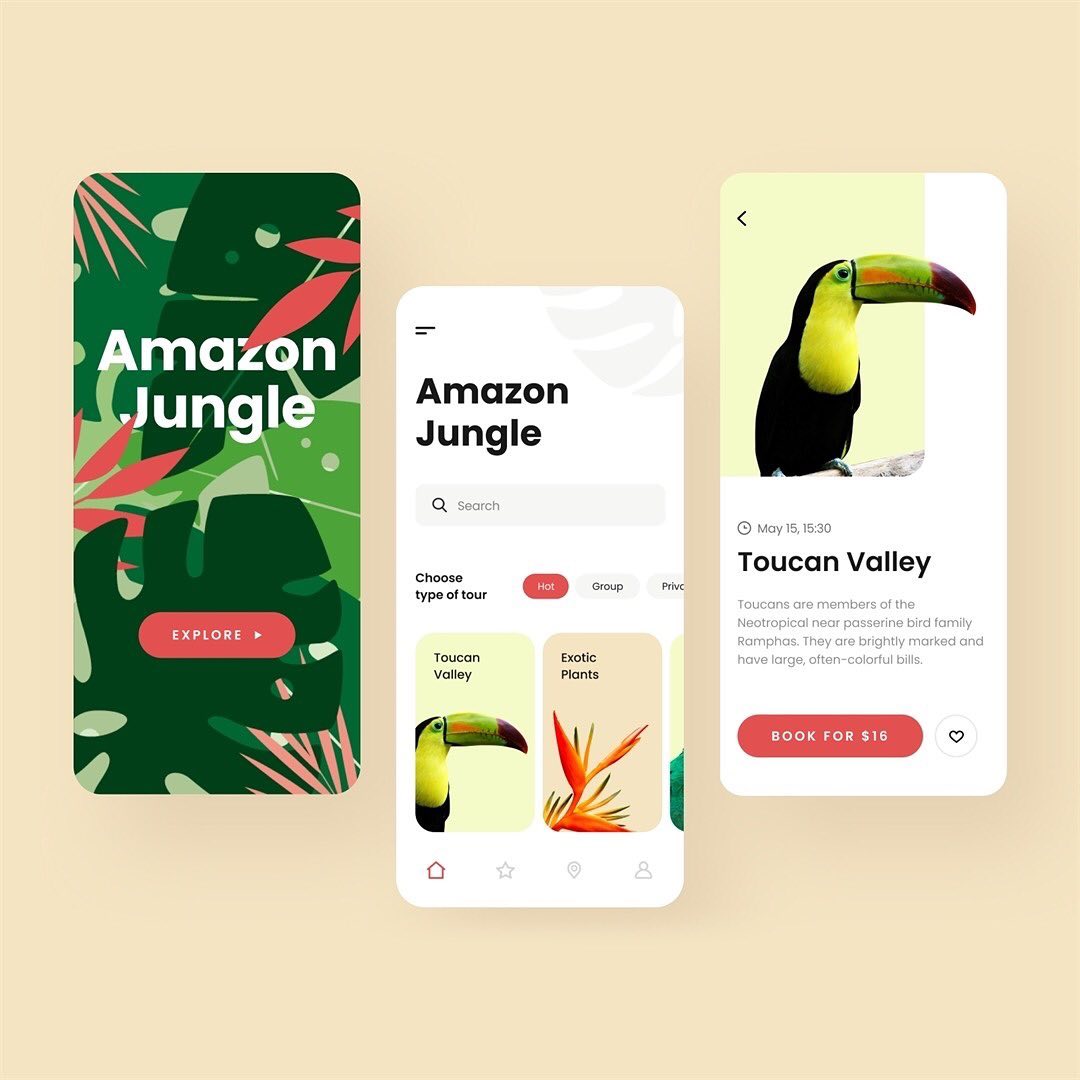 Amazon
Jungle
EXPLORE
Amazon
Jungle
Search
Choose
type of tour
Hot
Group
Priva
Toucan
Valley
Exotic
Plants
May 15, 15:30
Toucan Valley
Toucans are members of the
Neotropical near passerine bird family
Ramphas. They are brightly marked and
have large, often-colorful bills.
BOOK FOR $16